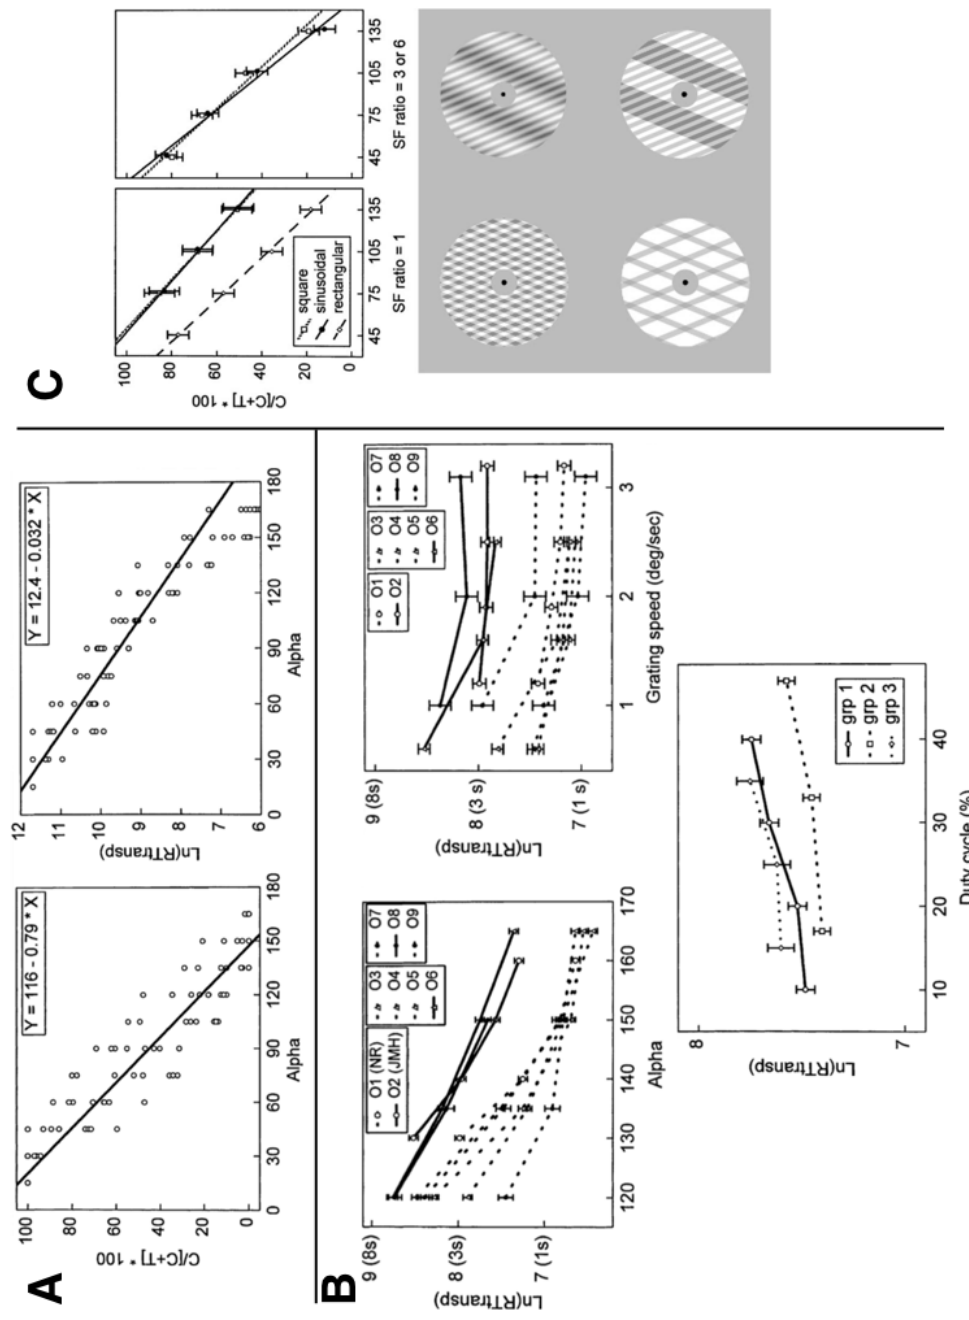 A
Y = 116 - 0.79 * X
C/[C+T] * 100
100
80
60
40
20
0
0
30
60
90
120
150
180
Alpha
Y = 12.4 - 0.032 * X
Ln(RTtransp)
12
11
10
9
8
7
6
0
30
60
90
120
150
180
Alpha
B
Ln(RTtransp)
9 (8s)
8 (3s)
7 (1s)
O1 (NR)
O2 (JMH)
O3
O4
O5
O6
O7
O8
O9
120
130
140
150
160
170
Alpha
Ln(RTtransp)
9 (8s)
8 (3 s)
7 (1 s)
O1
O2
O3
O4
O5
O6
O7
O8
O9
1
2
3
Grating speed (deg/sec)
Ln(RTtransp)
8
7
grp 1
grp 2
grp 3
10
20
30
40
Duty cycle (%)
C
C/[C+T] * 100
100
80
60
40
20
0
square
sinusoidal
rectangular
45
75
105
135
SF ratio = 1
45
75
105
135
SF ratio = 3 or 6